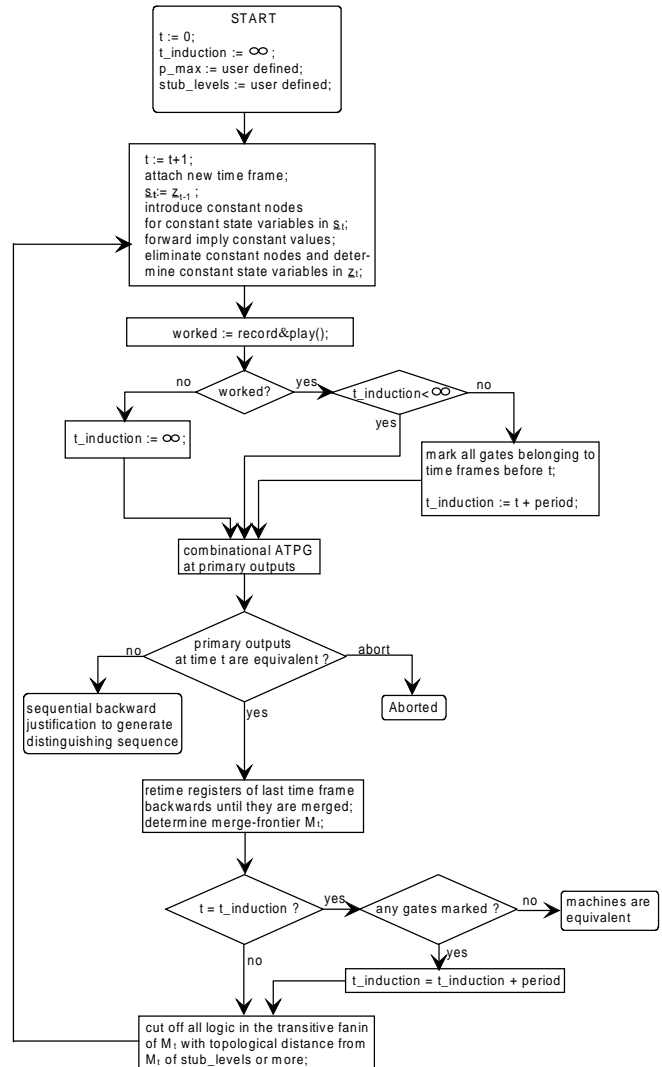 START
t := 0;
t_induction := ∞ ;
p_max := user defined;
stub_levels := user defined;
t := t+1;
attach new time frame;
s_t := z_t-1 ;
introduce constant nodes
for constant state variables in s_t;
forward imply constant values;
eliminate constant nodes and deter-
mine constant state variables in z_t;
worked := record&play();
no
worked?
yes
t_induction< ∞
no
yes
t_induction := ∞;
mark all gates belonging to
time frames before t;
t_induction := t + period;
combinational ATPG
at primary outputs
no
primary outputs
at time t are equivalent ?
abort
yes
sequential backward
justification to generate
distinguishing sequence
Aborted
retime registers of last time frame
backwards until they are merged;
determine merge-frontier M_t;
t = t_induction ?
yes
any gates marked ?
no
machines are
equivalent
no
yes
t_induction = t_induction + period
cut off all logic in the transitive fanin
of M_t with topological distance from
M_t of stub_levels or more;